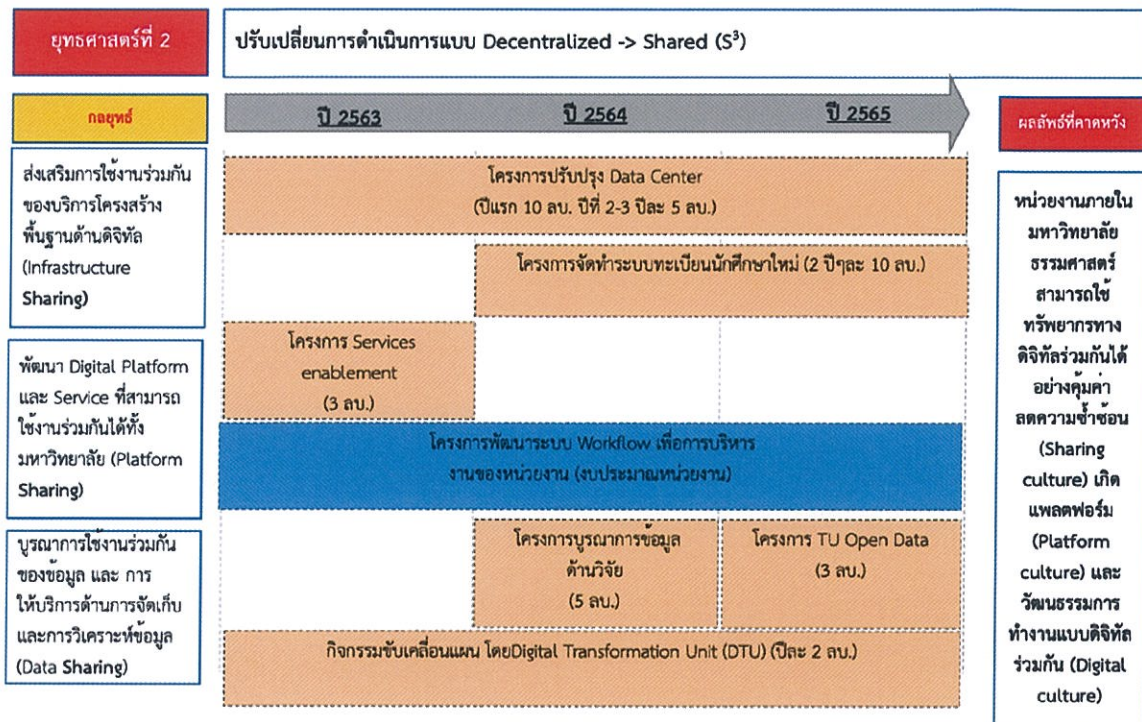 ยุทธศาสตร์ที่ 2
ปรับเปลี่ยนการดำเนินการแบบ Decentralized -> Shared (S³)
กลยุทธ์
ปี 2563
ปี 2564
ปี 2565
ผลลัพธ์ที่คาดหวัง
ส่งเสริมการใช้งานร่วมกัน
ของบริการโครงสร้าง
พื้นฐานด้านดิจิทัล
(Infrastructure
Sharing)
โครงการปรับปรุง Data Center
(ปีแรก 10 ลบ. ปีที่ 2-3 ปีละ 5 ลบ.)
โครงการจัดทำระบบทะเบียนนักศึกษาใหม่ (2 ปีๆละ 10 ลบ.)
พัฒนา Digital Platform
และ Service ที่สามารถ
ใช้งานร่วมกันได้ทั้ง
มหาวิทยาลัย (Platform
Sharing)
โครงการ Services
enablement
(3 ลบ.)
โครงการพัฒนาระบบ Workflow เพื่อการบริหาร
งานของหน่วยงาน (งบประมาณหน่วยงาน)
บูรณาการใช้งานร่วมกัน
ของข้อมูล และ การ
ให้บริการด้านการจัดเก็บ
และการวิเคราะห์ข้อมูล
(Data Sharing)
โครงการบูรณาการข้อมูล
ด้านวิจัย
(5 ลบ.)
โครงการ TU Open Data
(3 ลบ.)
กิจกรรมขับเคลื่อนแผน โดยDigital Transformation Unit (DTU) (ปีละ 2 ลบ.)
หน่วยงานภายใน
มหาวิทยาลัย
ธรรมศาสตร์
สามารถใช้
ทรัพยากรทาง
ดิจิทัลร่วมกันได้
อย่างคุ้มค่า
ลดความซ้ำซ้อน
(Sharing
culture) เกิด
แพลตฟอร์ม
(Platform
culture) และ
วัฒนธรรมการ
ทำงานแบบดิจิทัล
ร่วมกัน (Digital
culture)